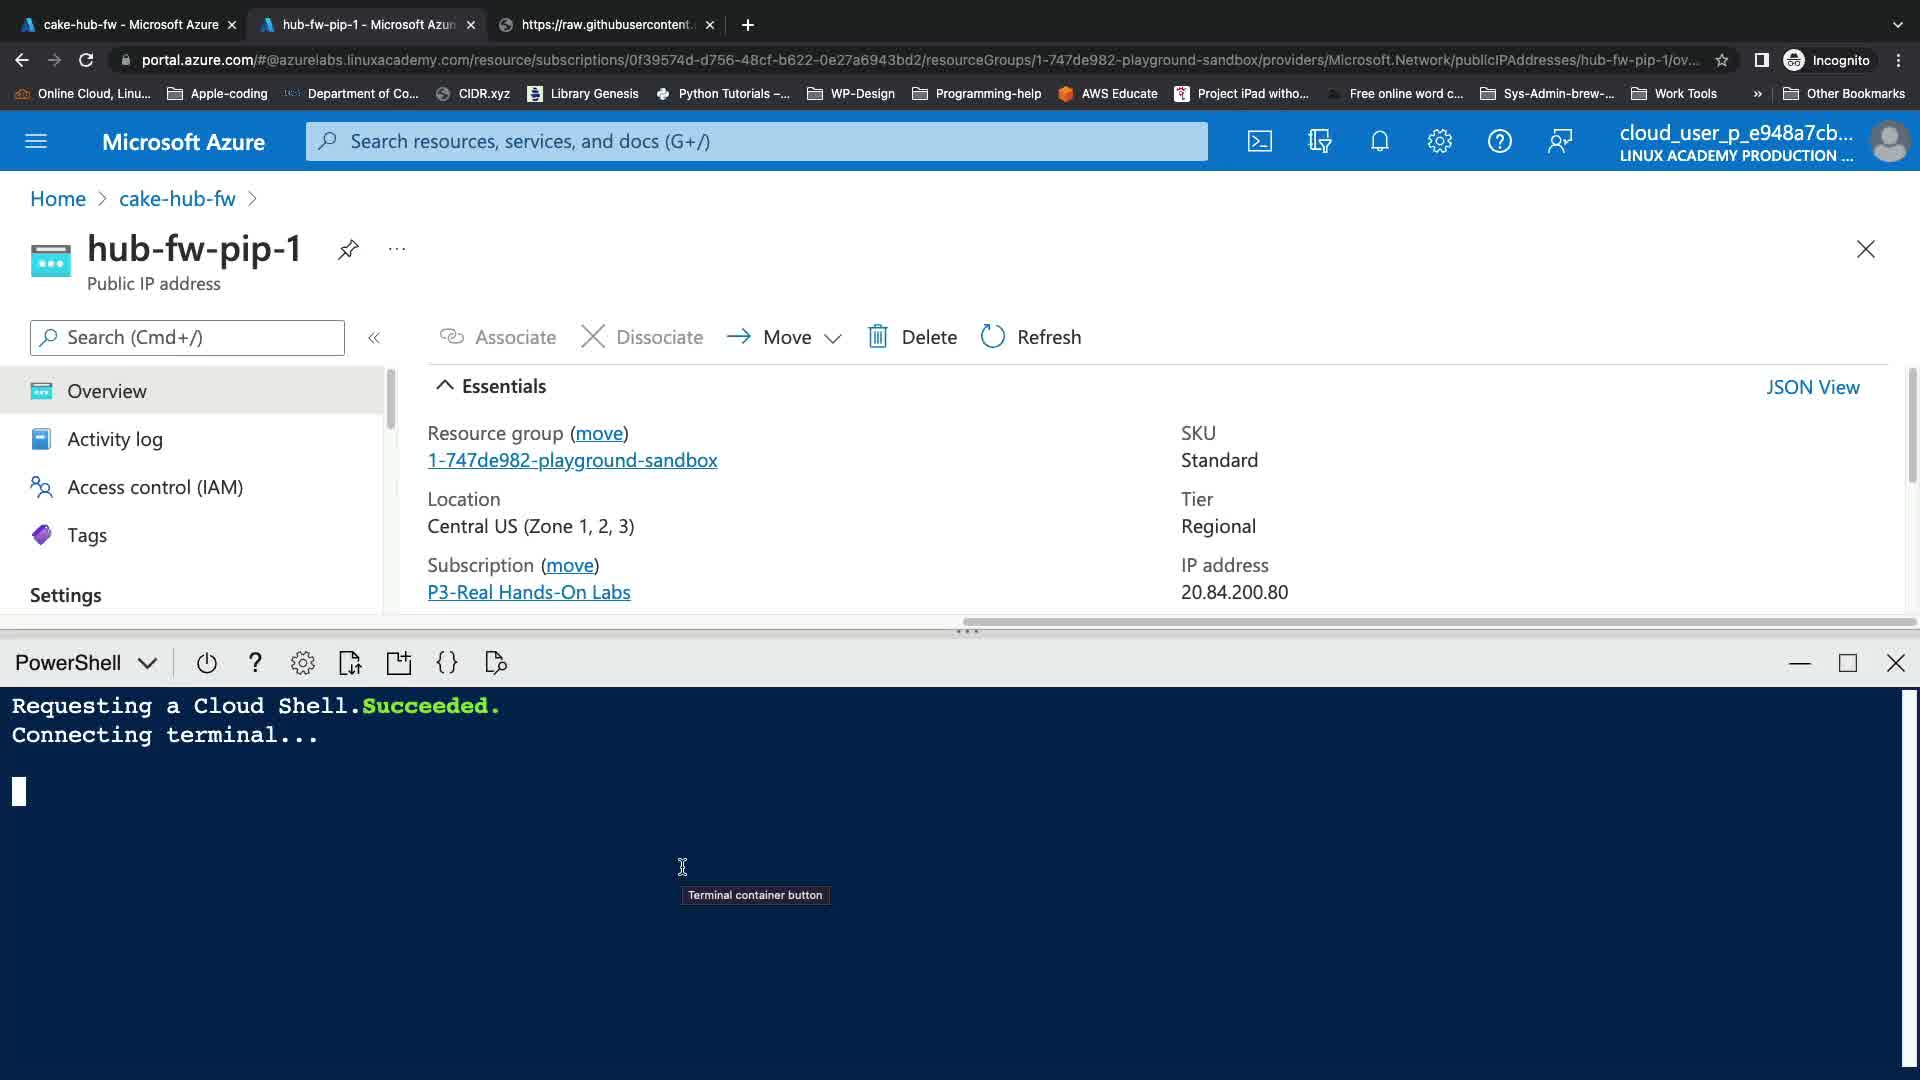 cake-hub-fw - Microsoft Azure
hub-fw-pip-1 - Microsoft Azur
https://raw.githubusercontent.
portal.azure.com/#@azurelabs.linuxacademy.com/resource/subscriptions/0f39574d-d756-48cf-b622-0e27a6943bd2/resourceGroups/1-747de982-playground-sandbox/providers/Microsoft.Network/publicIPAddresses/hub-fw-pip-1/ov...
Incognito
Online Cloud, Linu...
Apple-coding
Department of Co...
CIDR.xyz
Library Genesis
Python Tutorials –...
WP-Design
Programming-help
AWS Educate
Project iPad witho...
Free online word c...
Sys-Admin-brew-...
Work Tools
»
Other Bookmarks
Microsoft Azure
Search resources, services, and docs (G+/)
cloud_user_p_e948a7cb...
LINUX ACADEMY PRODUCTION ...
Home > cake-hub-fw >
hub-fw-pip-1
Public IP address
Search (Cmd+/)
Associate
Dissociate
Move
Delete
Refresh
Overview
Activity log
Access control (IAM)
Tags
Settings
Essentials
JSON View
Resource group (move)
1-747de982-playground-sandbox
Location
Central US (Zone 1, 2, 3)
Subscription (move)
P3-Real Hands-On Labs
SKU
Standard
Tier
Regional
IP address
20.84.200.80
PowerShell
Requesting a Cloud Shell.Succeeded.
Connecting terminal...
Terminal container button